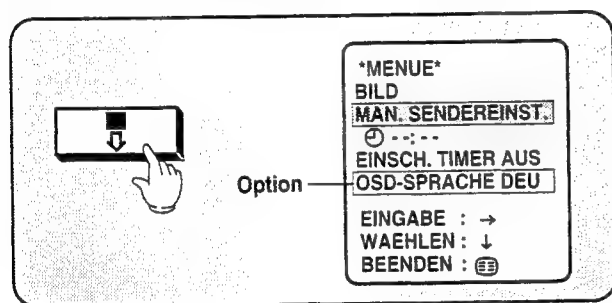 *MENUE*
BILD
MAN. SENDEREINST.
--:--
EINSCH. TIMER AUS
Option
OSD-SPRACHE DEU
EINGABE : →
WAEHLEN : ↓
BEENDEN :